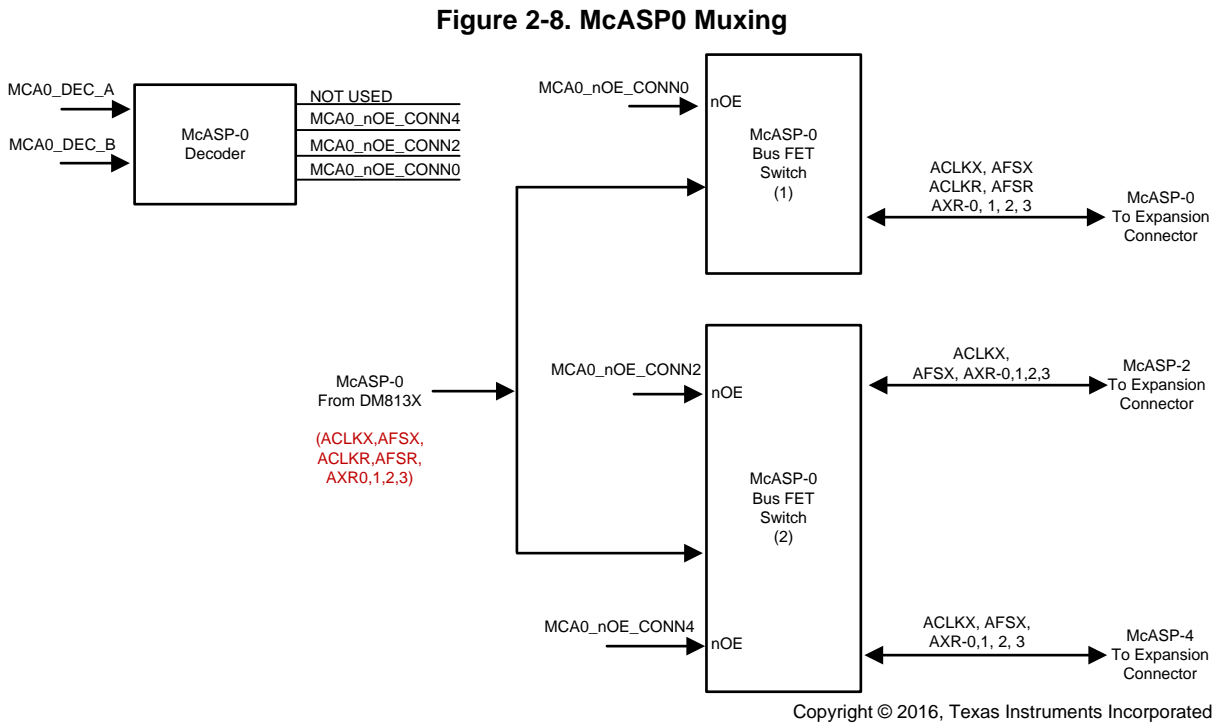 Figure 2-8. McASP0 Muxing
MCA0_DEC_A
MCA0_DEC_B
McASP-0
Decoder
NOT USED
MCA0_nOE_CONN4
MCA0_nOE_CONN2
MCA0_nOE_CONN0
MCA0_nOE_CONN0
nOE
McASP-0
Bus FET
Switch
(1)
ACLKX, AFSX
ACLKR, AFSR
AXR-0, 1, 2, 3
McASP-0
To Expansion
Connector
McASP-0
From DM813X
(ACLKX,AFSX,
ACLKR,AFSR,
AXR0,1,2,3)
MCA0_nOE_CONN2
nOE
McASP-0
Bus FET
Switch
(2)
ACLKX,
AFSX, AXR-0,1,2,3
McASP-2
To Expansion
Connector
MCA0_nOE_CONN4
nOE
ACLKX, AFSX,
AXR-0,1, 2, 3
McASP-4
To Expansion
Connector
Copyright © 2016, Texas Instruments Incorporated